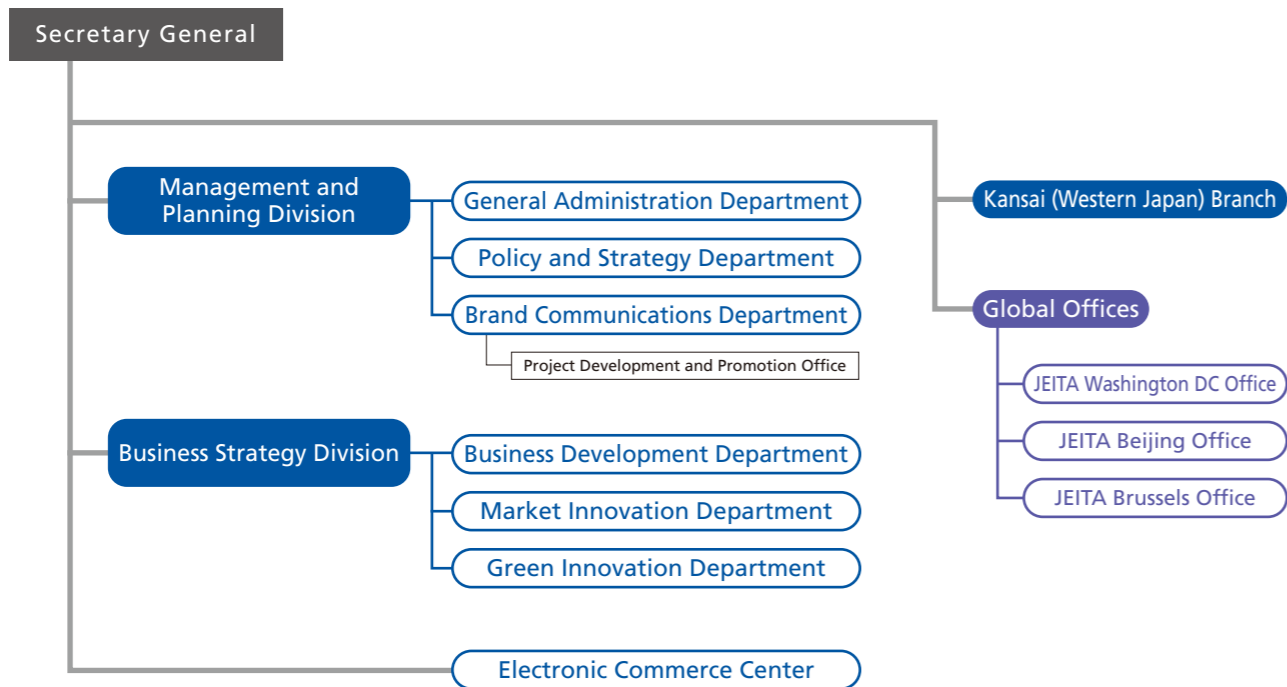 Secretary General
Management and
Planning Division
General Administration Department
Policy and Strategy Department
Brand Communications Department
Project Development and Promotion Office
Business Strategy Division
Business Development Department
Market Innovation Department
Green Innovation Department
Electronic Commerce Center
Kansai (Western Japan) Branch
Global Offices
JEITA Washington DC Office
JEITA Beijing Office
JEITA Brussels Office